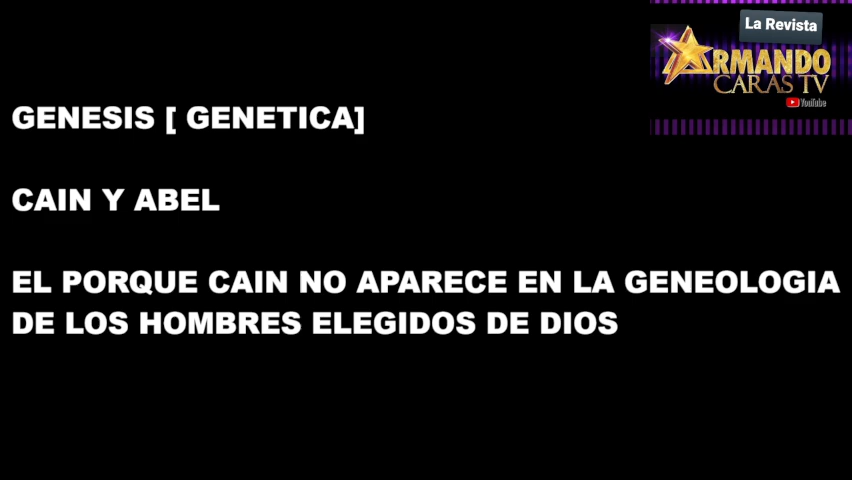 La Revista
ARMANDO
CARAS TV
YouTube
GENESIS [ GENETICA]
CAIN Y ABEL
EL PORQUE CAIN NO APARECE EN LA GENEOLOGIA
DE LOS HOMBRES ELEGIDOS DE DIOS